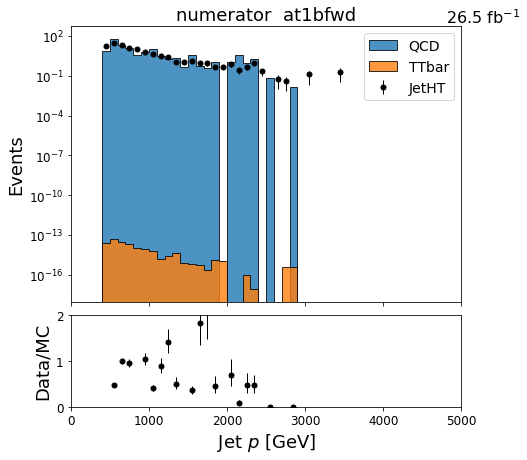 numerator at1bfwd
26.5 fb⁻¹
Events
10²
10⁻¹
10⁻⁴
10⁻⁷
10⁻¹⁰
10⁻¹³
10⁻¹⁶
QCD
TTbar
JetHT
Data/MC
2
1
0
0 1000 2000 3000 4000 5000
Jet p [GeV]